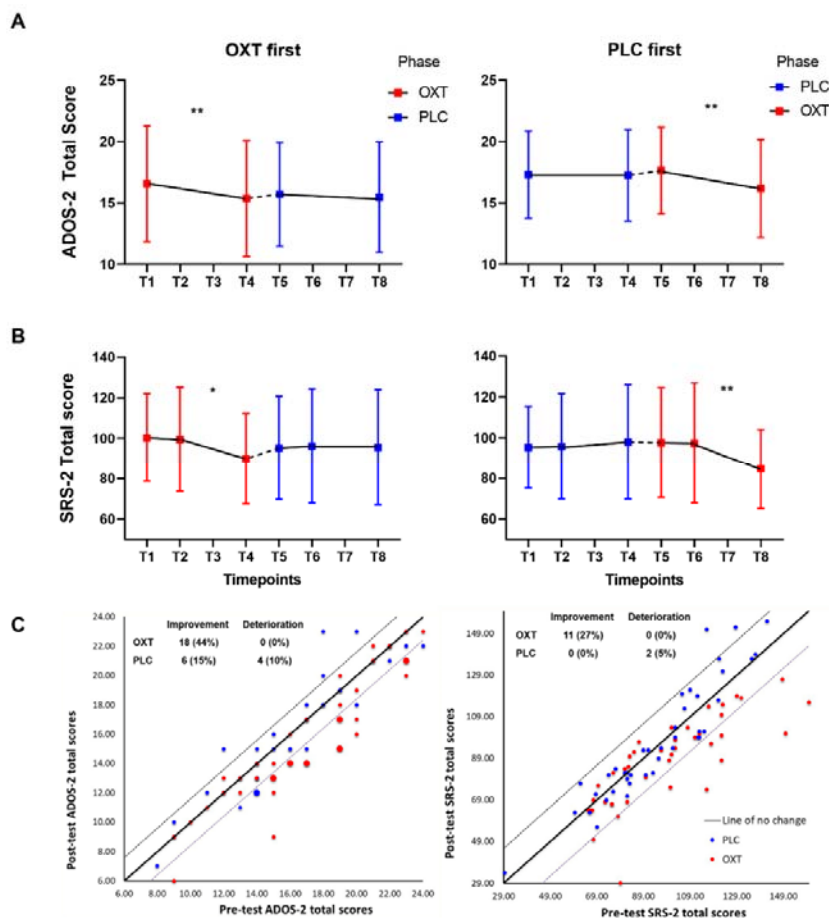 A
OXT first
PLC first
Phase
OXT
PLC
Phase
PLC
OXT
ADOS-2 Total Score
25
20
15
10
**
T1 T2 T3 T4 T5 T6 T7 T8
25
20
15
10
**
T1 T2 T3 T4 T5 T6 T7 T8
B
SRS-2 Total score
140
120
100
80
60
*
T1 T2 T3 T4 T5 T6 T7 T8
Timepoints
140
120
100
80
60
**
T1 T2 T3 T4 T5 T6 T7 T8
Timepoints
C
Improvement Deterioration
OXT 18 (44%) 0 (0%)
PLC 6 (15%) 4 (10%)
Post-test ADOS-2 total scores
24.00
22.00
20.00
18.00
16.00
14.00
12.00
10.00
8.00
6.00
6.00 8.00 10.00 12.00 14.00 16.00 18.00 20.00 22.00 24.00
Pre-test ADOS-2 total scores
Improvement Deterioration
OXT 11 (27%) 0 (0%)
PLC 0 (0%) 2 (5%)
Post-test SRS-2 total scores
149.00
129.00
109.00
89.00
69.00
49.00
29.00
Line of no change
PLC
OXT
29.00 49.00 69.00 89.00 109.00 129.00 149.00
Pre-test SRS-2 total scores